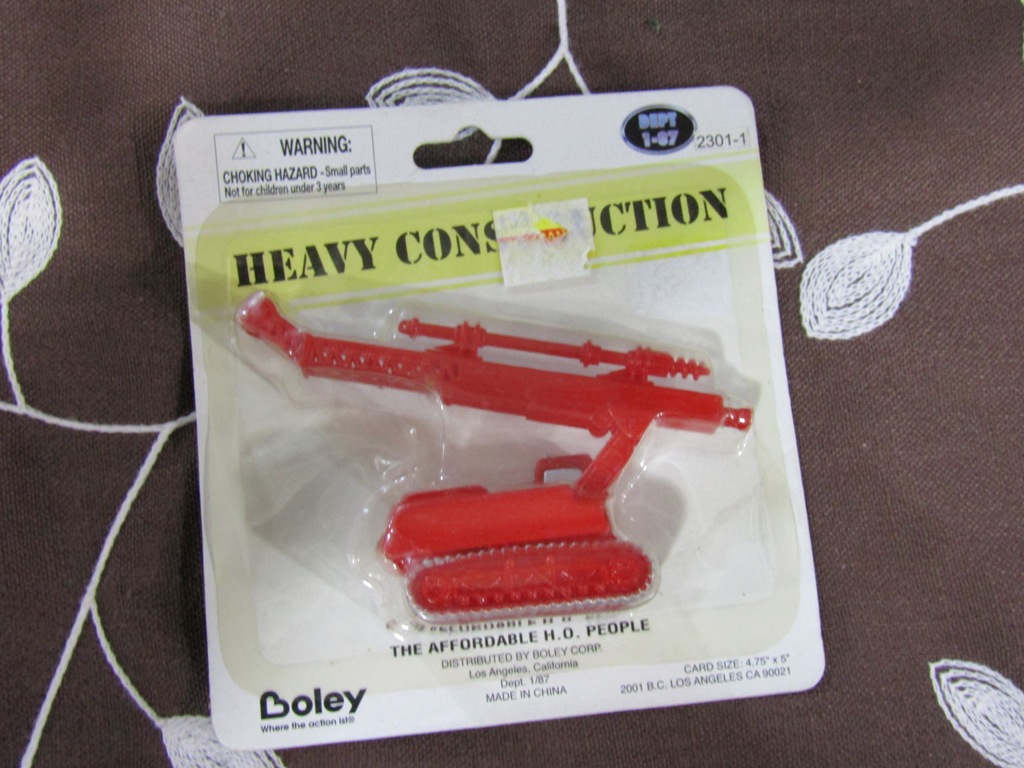 WARNING:
CHOKING HAZARD - Small parts
Not for children under 3 years
DEPT
1-87
2301-1
HEAVY CONS UCTION
THE AFFORDABLE H.O. PEOPLE
DISTRIBUTED BY BOLEY CORP.
Los Angeles, California
Dept. 1/87
MADE IN CHINA
CARD SIZE: 4.75" x 5"
2001 B.C. LOS ANGELES CA 90021
Boley
Where the action is!®